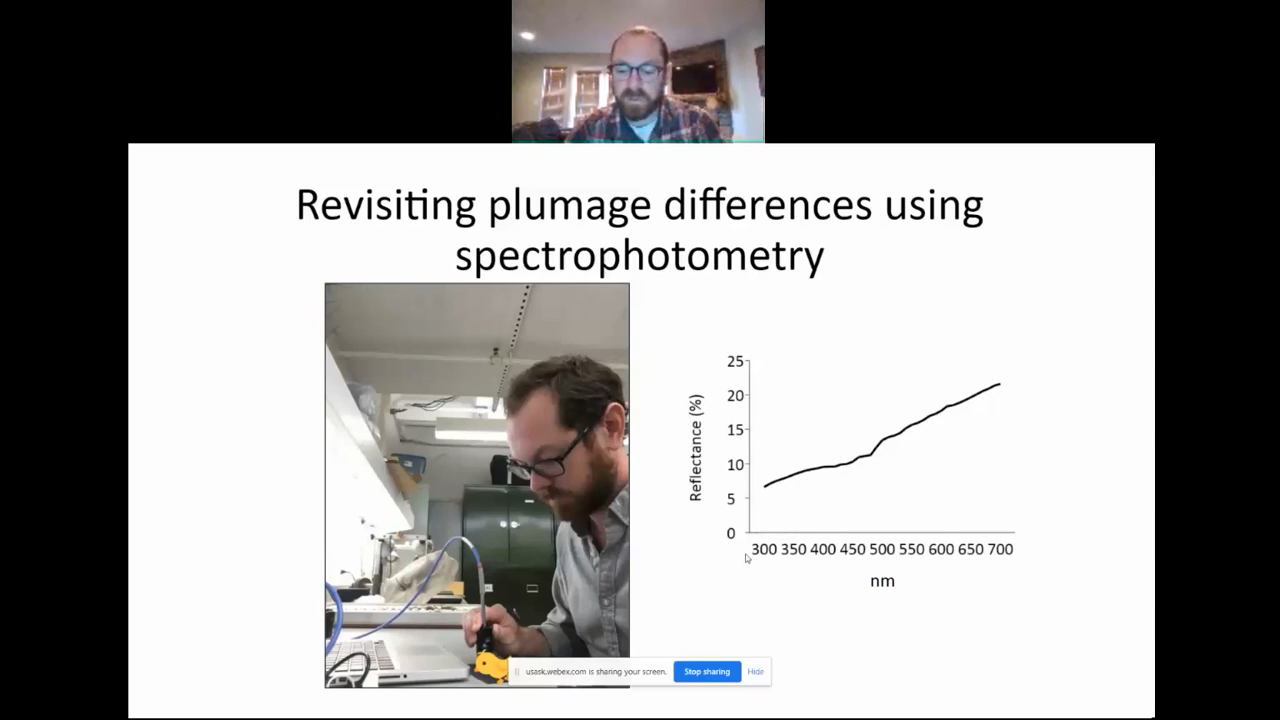 Revisiting plumage differences using
spectrophotometry
25
20
15
10
5
0
Reflectance (%)
300 350 400 450 500 550 600 650 700
nm
usask.webex.com is sharing your screen. Stop sharing Hide